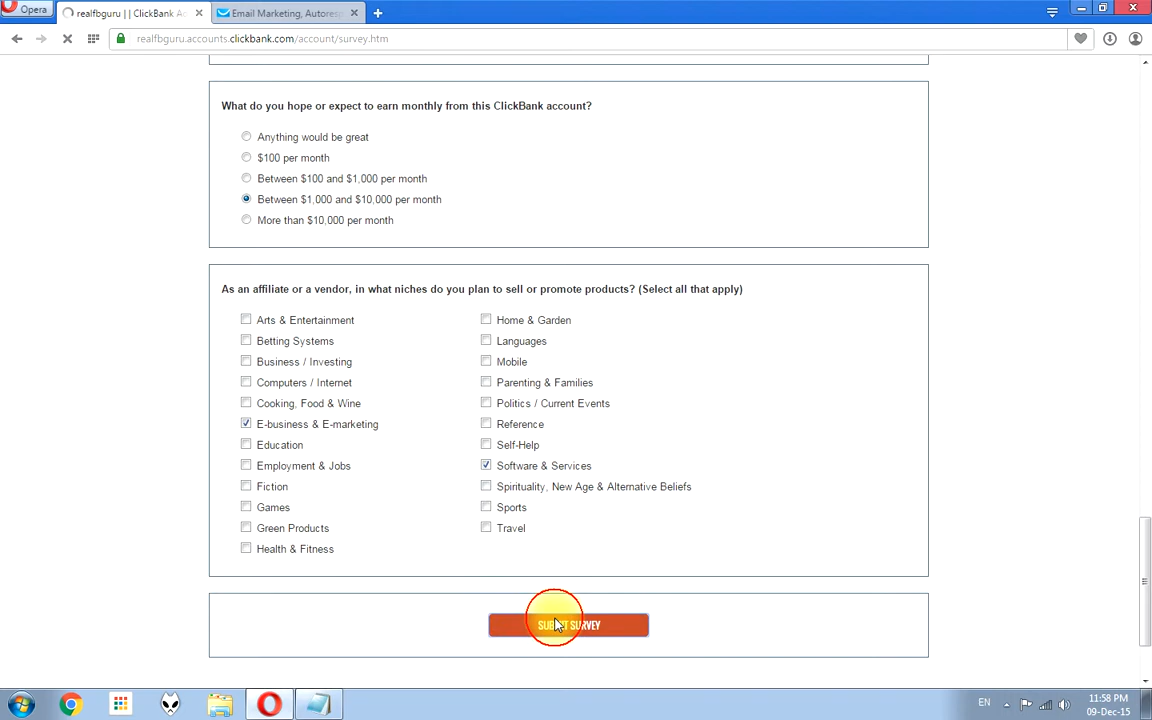 Opera
realfbguru | | ClickBank Ac
Email Marketing, Autoresp
realfbguru.accounts.clickbank.com/account/survey.htm
What do you hope or expect to earn monthly from this ClickBank account?
Anything would be great
$100 per month
Between $100 and $1,000 per month
Between $1,000 and $10,000 per month
More than $10,000 per month
As an affiliate or a vendor, in what niches do you plan to sell or promote products? (Select all that apply)
Arts & Entertainment
Betting Systems
Business / Investing
Computers / Internet
Cooking, Food & Wine
E-business & E-marketing
Education
Employment & Jobs
Fiction
Games
Green Products
Health & Fitness
Home & Garden
Languages
Mobile
Parenting & Families
Politics / Current Events
Reference
Self-Help
Software & Services
Spirituality, New Age & Alternative Beliefs
Sports
Travel
SUBMIT SURVEY
EN
11:58 PM
09-Dec-15